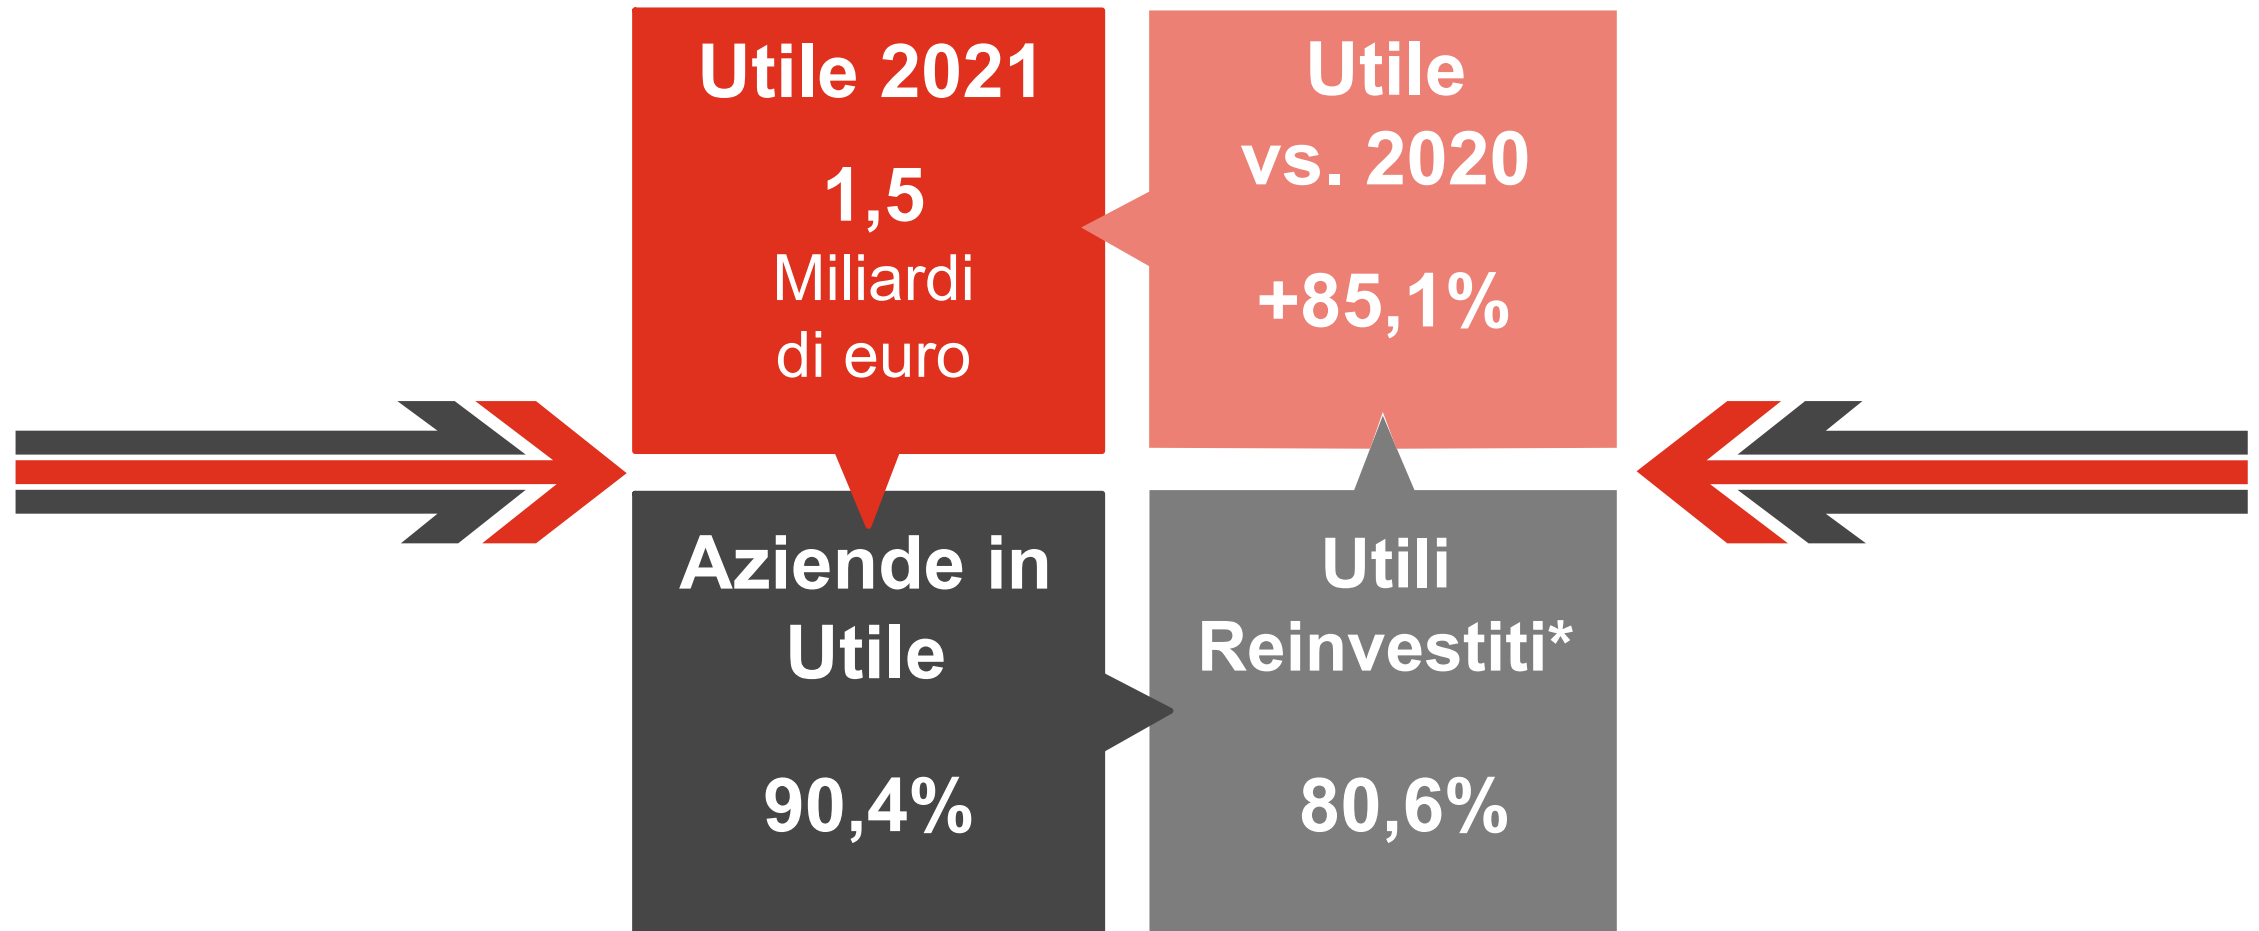 Utile 2021
1,5
Miliardi
di euro
Utile
vs. 2020
+85,1%
Aziende in
Utile
90,4%
Utili
Reinvestiti*
80,6%